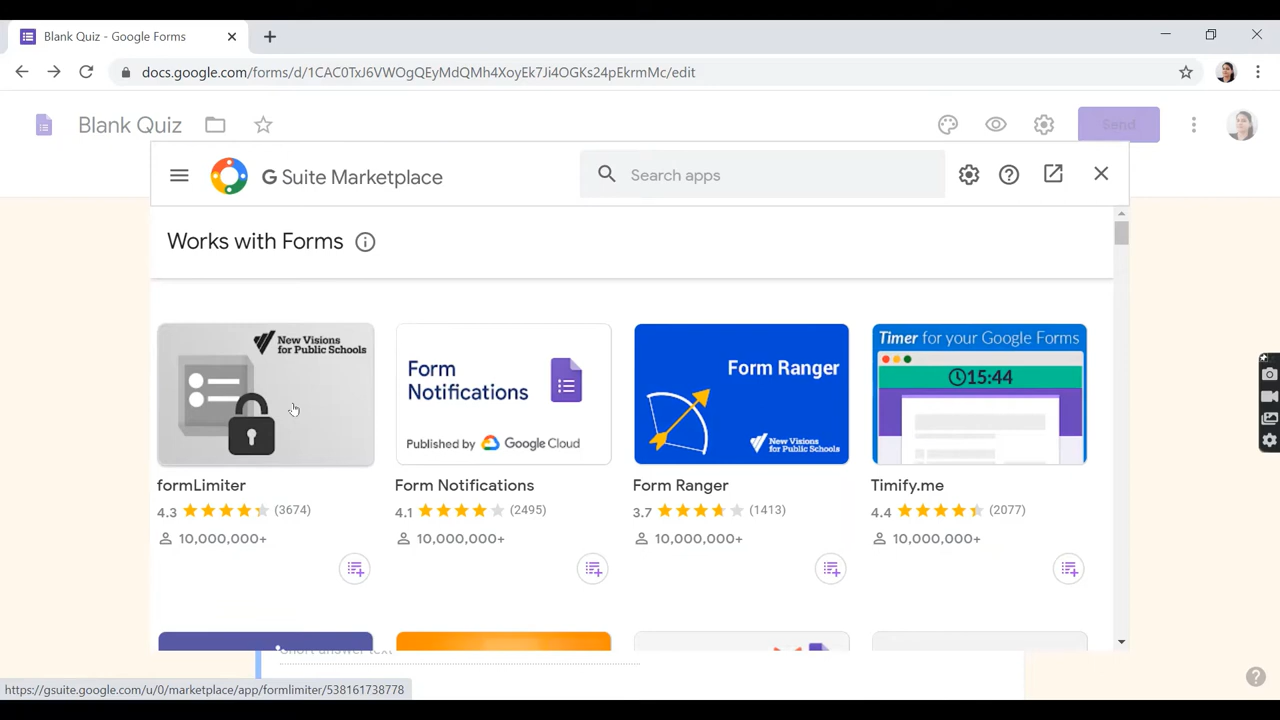 Blank Quiz - Google Forms
docs.google.com/forms/d/1CAC0TxJ6VWOgQEyMdQMh4XoyEk7Ji4OGKs24pEkrmMc/edit
Blank Quiz
Send
G Suite Marketplace
Search apps
Works with Forms
New Visions
for Public Schools
Form
Notifications
Published by Google Cloud
Form Ranger
New Visions
for Public Schools
Timer for your Google Forms
15:44
formLimiter
4.3 (3674)
10,000,000+
Form Notifications
4.1 (2495)
10,000,000+
Form Ranger
3.7 (1413)
10,000,000+
Timify.me
4.4 (2077)
10,000,000+
Short answer text
https://gsuite.google.com/u/0/marketplace/app/formlimiter/538161738778